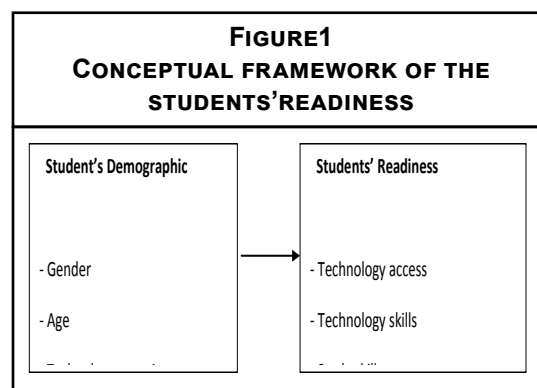 FIGURE1
CONCEPTUAL FRAMEWORK OF THE
STUDENTS'READINESS
Student's Demographic
- Gender
- Age
Students' Readiness
- Technology access
- Technology skills